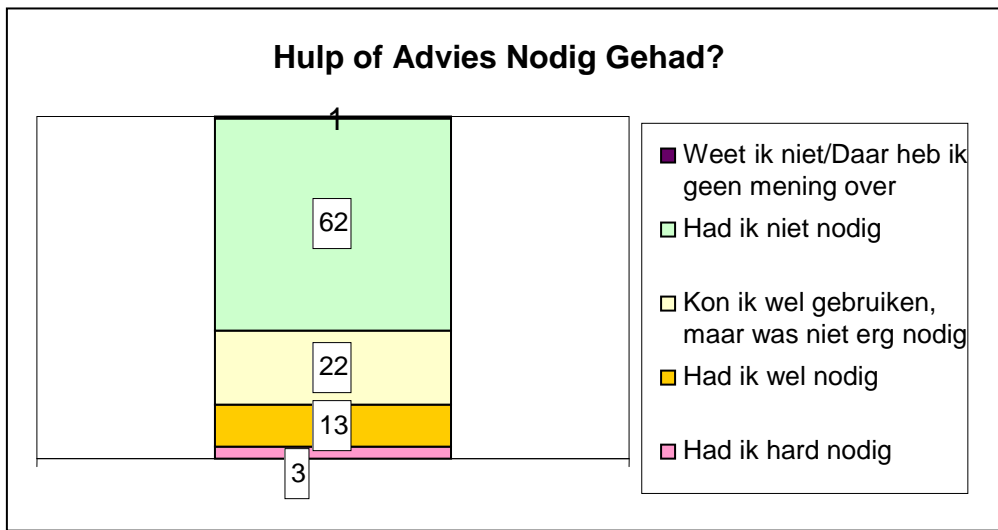 Hulp of Advies Nodig Gehad?
1
62
22
13
3
Weet ik niet/Daar heb ik
geen mening over
Had ik niet nodig
Kon ik wel gebruiken,
maar was niet erg nodig
Had ik wel nodig
Had ik hard nodig